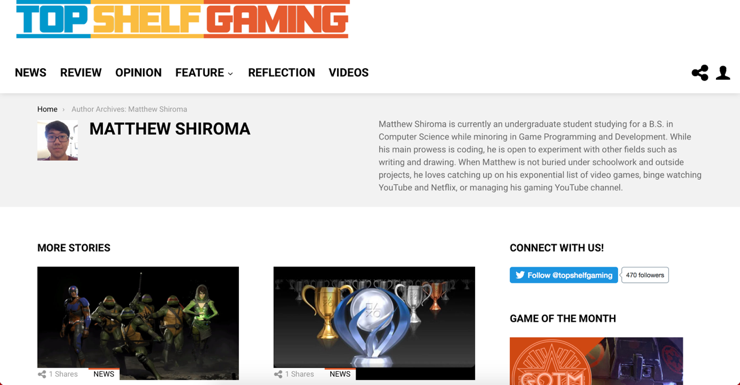 TOP SHELF GAMING
NEWS REVIEW OPINION FEATURE REFLECTION VIDEOS
Home › Author Archives: Matthew Shiroma
MATTHEW SHIROMA
Matthew Shiroma is currently an undergraduate student studying for a B.S. in
Computer Science while minoring in Game Programming and Development. While
his main prowess is coding, he is open to experiment with other fields such as
writing and drawing. When Matthew is not buried under schoolwork and outside
projects, he loves catching up on his exponential list of video games, binge watching
YouTube and Netflix, or managing his gaming YouTube channel.
MORE STORIES
1 Shares NEWS
1 Shares NEWS
CONNECT WITH US!
Follow @topshelfgaming 470 followers
GAME OF THE MONTH
GOTM